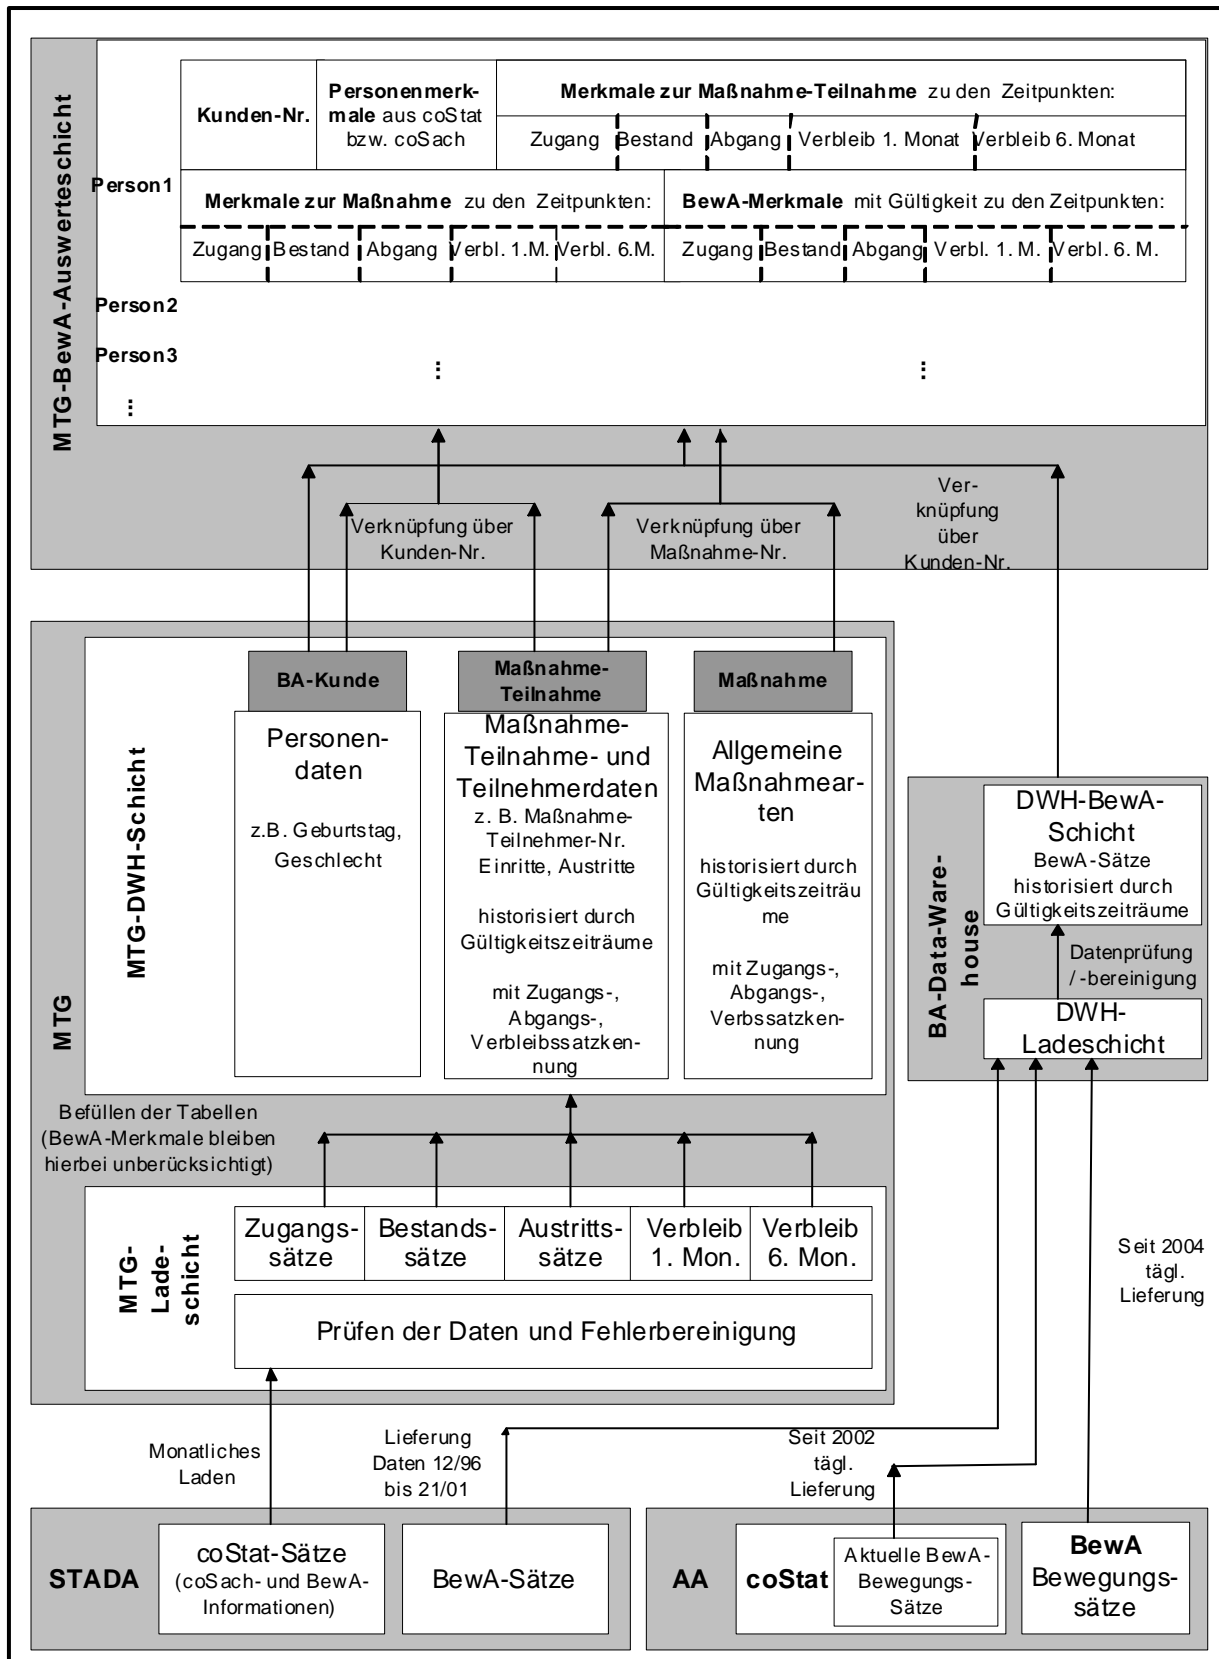 MTG-BewA-Auswerteschicht
Kunden-Nr.
Personenmerk-
male aus coStat
bzw. coSach
Merkmale zur Maßnahme-Teilnahme zu den Zeitpunkten:
Zugang Bestand Abgang Verbleib 1. Monat Verbleib 6. Monat
Person1
Merkmale zur Maßnahme zu den Zeitpunkten:
Zugang Bestand Abgang Verbl. 1.M. Verbl. 6.M.
BewA-Merkmale mit Gültigkeit zu den Zeitpunkten:
Zugang Bestand Abgang Verbl. 1. M. Verbl. 6. M.
Person2
Person3
...
...
...
Verknüpfung über
Kunden-Nr.
Verknüpfung über
Maßnahme-Nr.
Ver-
knüpfung
über
Kunden-Nr.
MTG
MTG-DWH-Schicht
BA-Kunde
Personen-
daten
z.B. Geburtstag,
Geschlecht
Maßnahme-
Teilnahme
Maßnahme-
Teilnahme- und
Teilnehmerdaten
z. B. Maßnahme-
Teilnehmer-Nr.
Einritte, Austritte
historisiert durch
Gültigkeitszeiträume
mit Zugangs-,
Abgangs-,
Verbleibssatzken-
nung
Maßnahme
Allgemeine
Maßnahmear-
ten
historisiert durch
Gültigkeitszeiträu
me
mit Zugangs-,
Abgangs-,
Verbssatzken-
nung
BA-Data-Ware-
house
DWH-BewA-
Schicht
BewA-Sätze
historisiert durch
Gültigkeitszeiträume
Datenprüfung
/ -bereinigung
DWH-
Ladeschicht
Befüllen der Tabellen
(BewA-Merkmale bleiben
hierbei unberücksichtigt)
MTG-
Lade-
schicht
Zugangs-
sätze
Bestands-
sätze
Austritts-
sätze
Verbleib
1. Mon.
Verbleib
6. Mon.
Prüfen der Daten und Fehlerbereinigung
Seit 2004
tägl.
Lieferung
Monatliches
Laden
Lieferung
Daten 12/96
bis 21/01
Seit 2002
tägl.
Lieferung
STADA
coStat-Sätze
(coSach- und BewA-
Informationen)
BewA-Sätze
AA
coStat
Aktuelle BewA-
Bewegungs-
Sätze
BewA
Bewegungs-
sätze